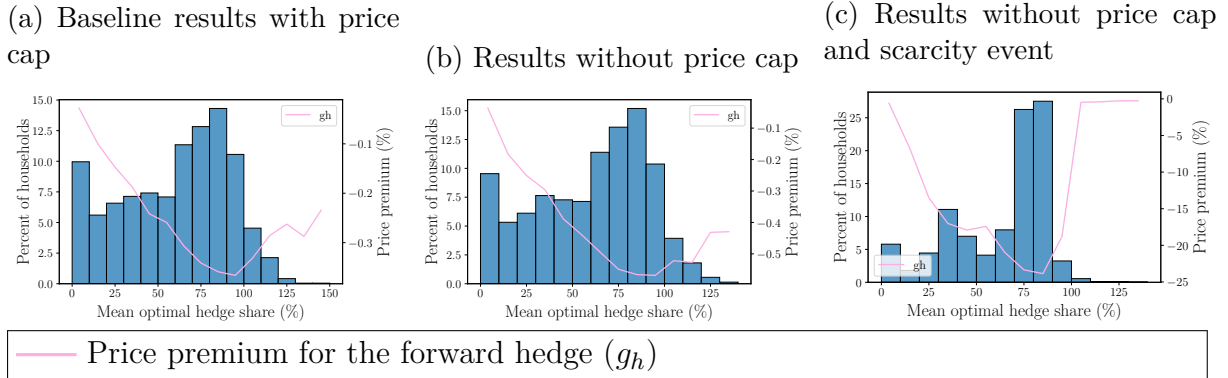 (a) Baseline results with price
cap
(b) Results without price cap
(c) Results without price cap
and scarcity event
15.0
12.5
10.0
7.5
5.0
2.5
0.0
Percent of households
gh
−0.1
−0.2
−0.3
Price premium (%)
0 25 50 75 100 125 150
Mean optimal hedge share (%)
15.0
12.5
10.0
7.5
5.0
2.5
0.0
Percent of households
gh
−0.1
−0.2
−0.3
−0.4
−0.5
Price premium (%)
0 25 50 75 100 125
Mean optimal hedge share (%)
25
20
15
10
5
0
Percent of households
gh
0
−5
−10
−15
−20
−25
Price premium (%)
0 25 50 75 100 125
Mean optimal hedge share (%)
Price premium for the forward hedge (g_h)